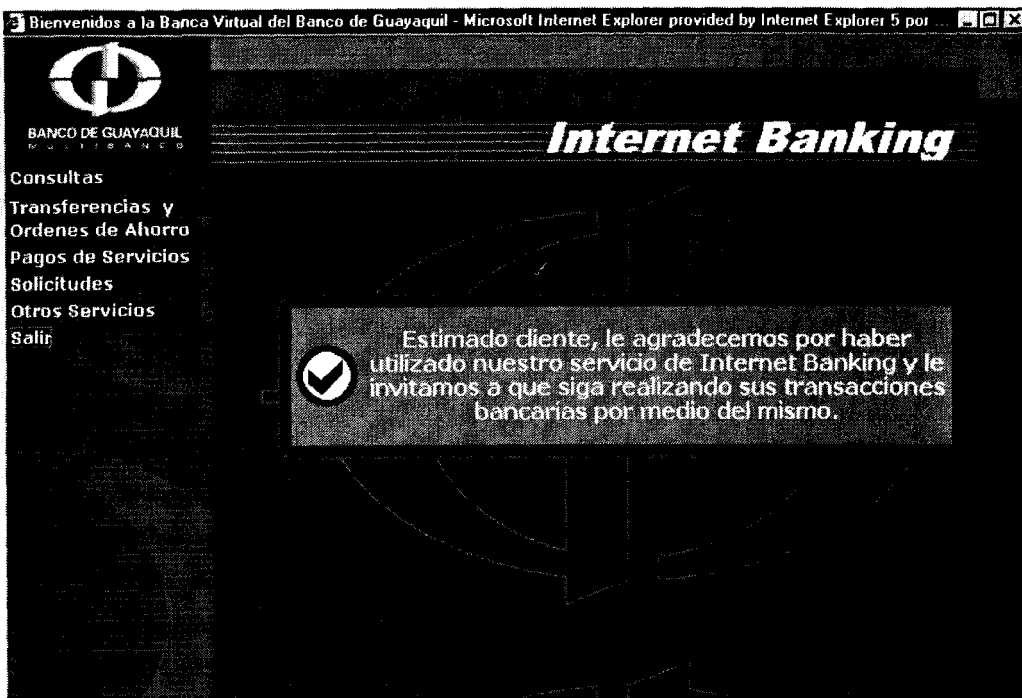 Bienvenidos a la Banca Virtual del Banco de Guayaquil - Microsoft Internet Explorer provided by Internet Explorer 5 por ...
BANCO DE GUAYAQUIL
MULTIBANCO
Internet Banking
Consultas
Transferencias y
Ordenes de Ahorro
Pagos de Servicios
Solicitudes
Otros Servicios
Salir
Estimado cliente, le agradecemos por haber
utilizado nuestro servicio de Internet Banking y le
invitamos a que siga realizando sus transacciones
bancarias por medio del mismo.